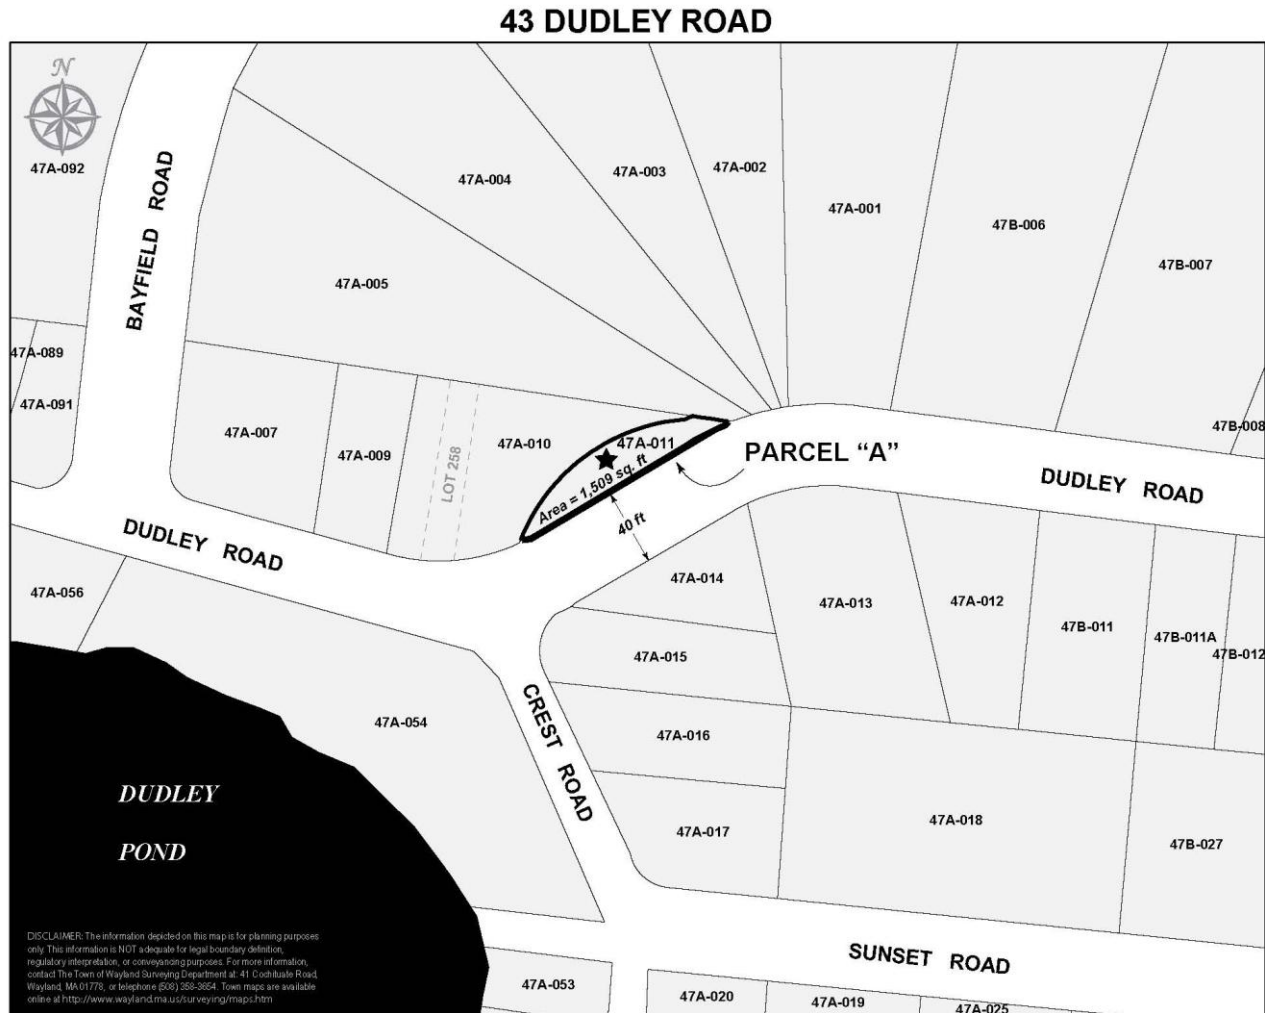 43 DUDLEY ROAD
N
47A-092
BAYFIELD ROAD
47A-004
47A-003
47A-002
47A-001
47B-006
47B-007
47A-005
47A-089
47A-091
47A-007
47A-009
LOT 258
47A-010
47A-011
Area = 1,509 sq. ft
40 ft
PARCEL “A”
47B-008
DUDLEY ROAD
DUDLEY ROAD
47A-056
47A-014
47A-013
47A-012
47B-011
47B-011A
47B-012
47A-015
47A-054
CREST ROAD
47A-016
47A-017
47A-018
47B-027
DUDLEY
POND
DISCLAIMER: The information depicted on this map is for planning purposes
only. This information is NOT adequate for legal boundary definition,
regulatory interpretation, or conveyancing purposes. For more information,
contact The Town of Wayland Surveying Department at: 41 Cochituate Road,
Wayland, MA 01778, or telephone (508) 358-3654. Town maps are available
online at http://www.wayland.ma.us/surveying/maps.htm
SUNSET ROAD
47A-053
47A-020
47A-019
47A-025